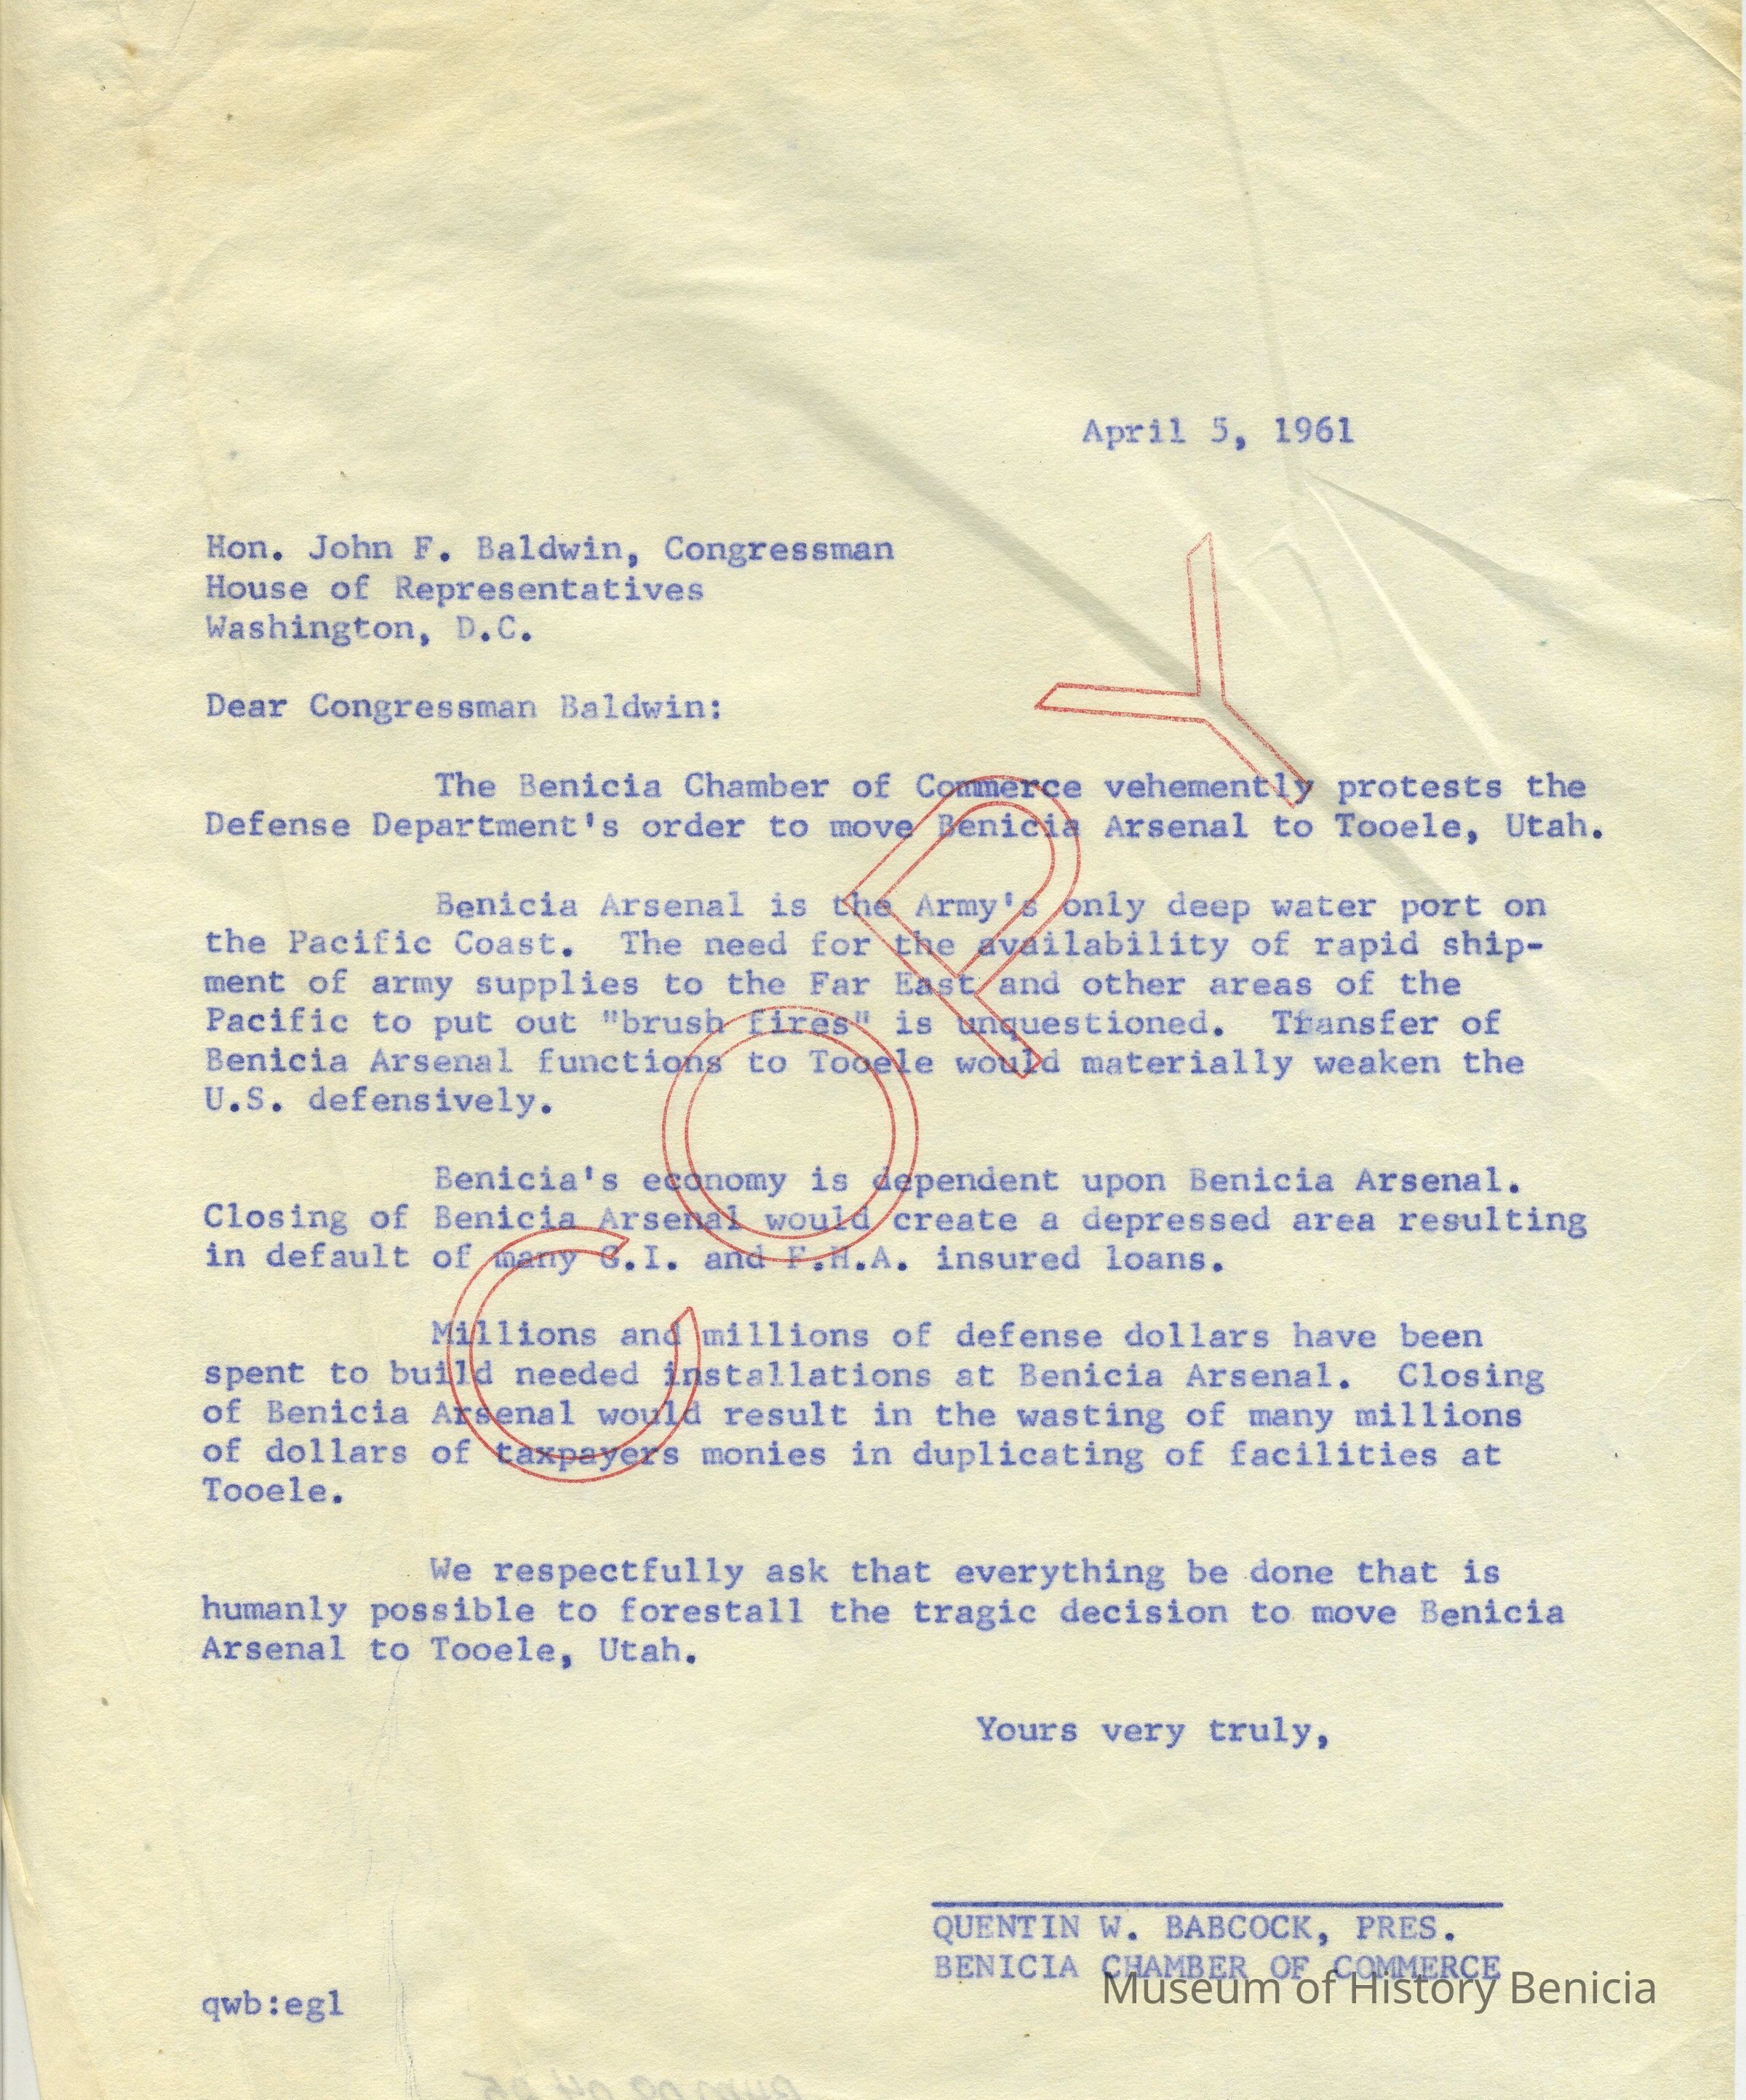 April 5, 1961
Hon. John F. Baldwin, Congressman
House of Representatives
Washington, D.C.
Dear Congressman Baldwin:
The Benicia Chamber of Commerce vehemently protests the
Defense Department's order to move Benicia Arsenal to Tooele, Utah.
Benicia Arsenal is the Army's only deep water port on
the Pacific Coast. The need for the availability of rapid ship-
ment of army supplies to the Far East and other areas of the
Pacific to put out "brush fires" is unquestioned. Transfer of
Benicia Arsenal functions to Tooele would materially weaken the
U.S. defensively.
Benicia's economy is dependent upon Benicia Arsenal.
Closing of Benicia Arsenal would create a depressed area resulting
in default of many G.I. and F.H.A. insured loans.
Millions and millions of defense dollars have been
spent to build needed installations at Benicia Arsenal. Closing
of Benicia Arsenal would result in the wasting of many millions
of dollars of taxpayers monies in duplicating of facilities at
Tooele.
We respectfully ask that everything be done that is
humanly possible to forestall the tragic decision to move Benicia
Arsenal to Tooele, Utah.
Yours very truly,
QUENTIN W. BABCOCK, PRES.
BENICIA CHAMBER OF COMMERCE
qwb:egl
COPY
Museum of History Benicia